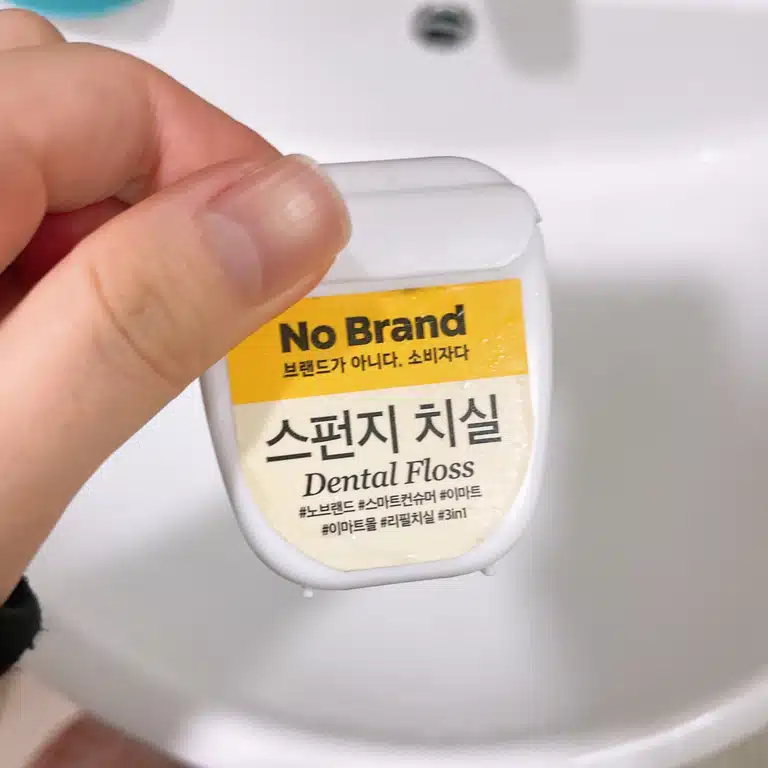 No Brand
브랜드가 아니다. 소비자다
스펀지 치실
Dental Floss
#노브랜드 #스마트컨슈머 #이마트
#이마트몰 #리필치실 #3in1